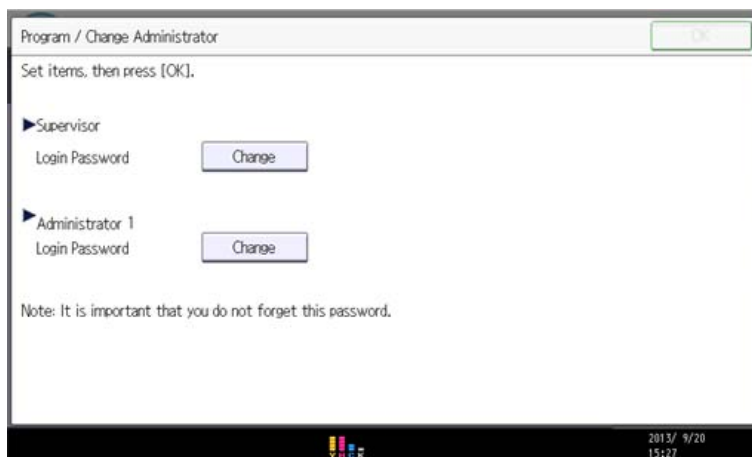 Program / Change Administrator
OK
Set items, then press [OK].
▶Supervisor
Login Password Change
▶Administrator 1
Login Password Change
Note: It is important that you do not forget this password.
Y M C K
2013/ 9/20
15:27